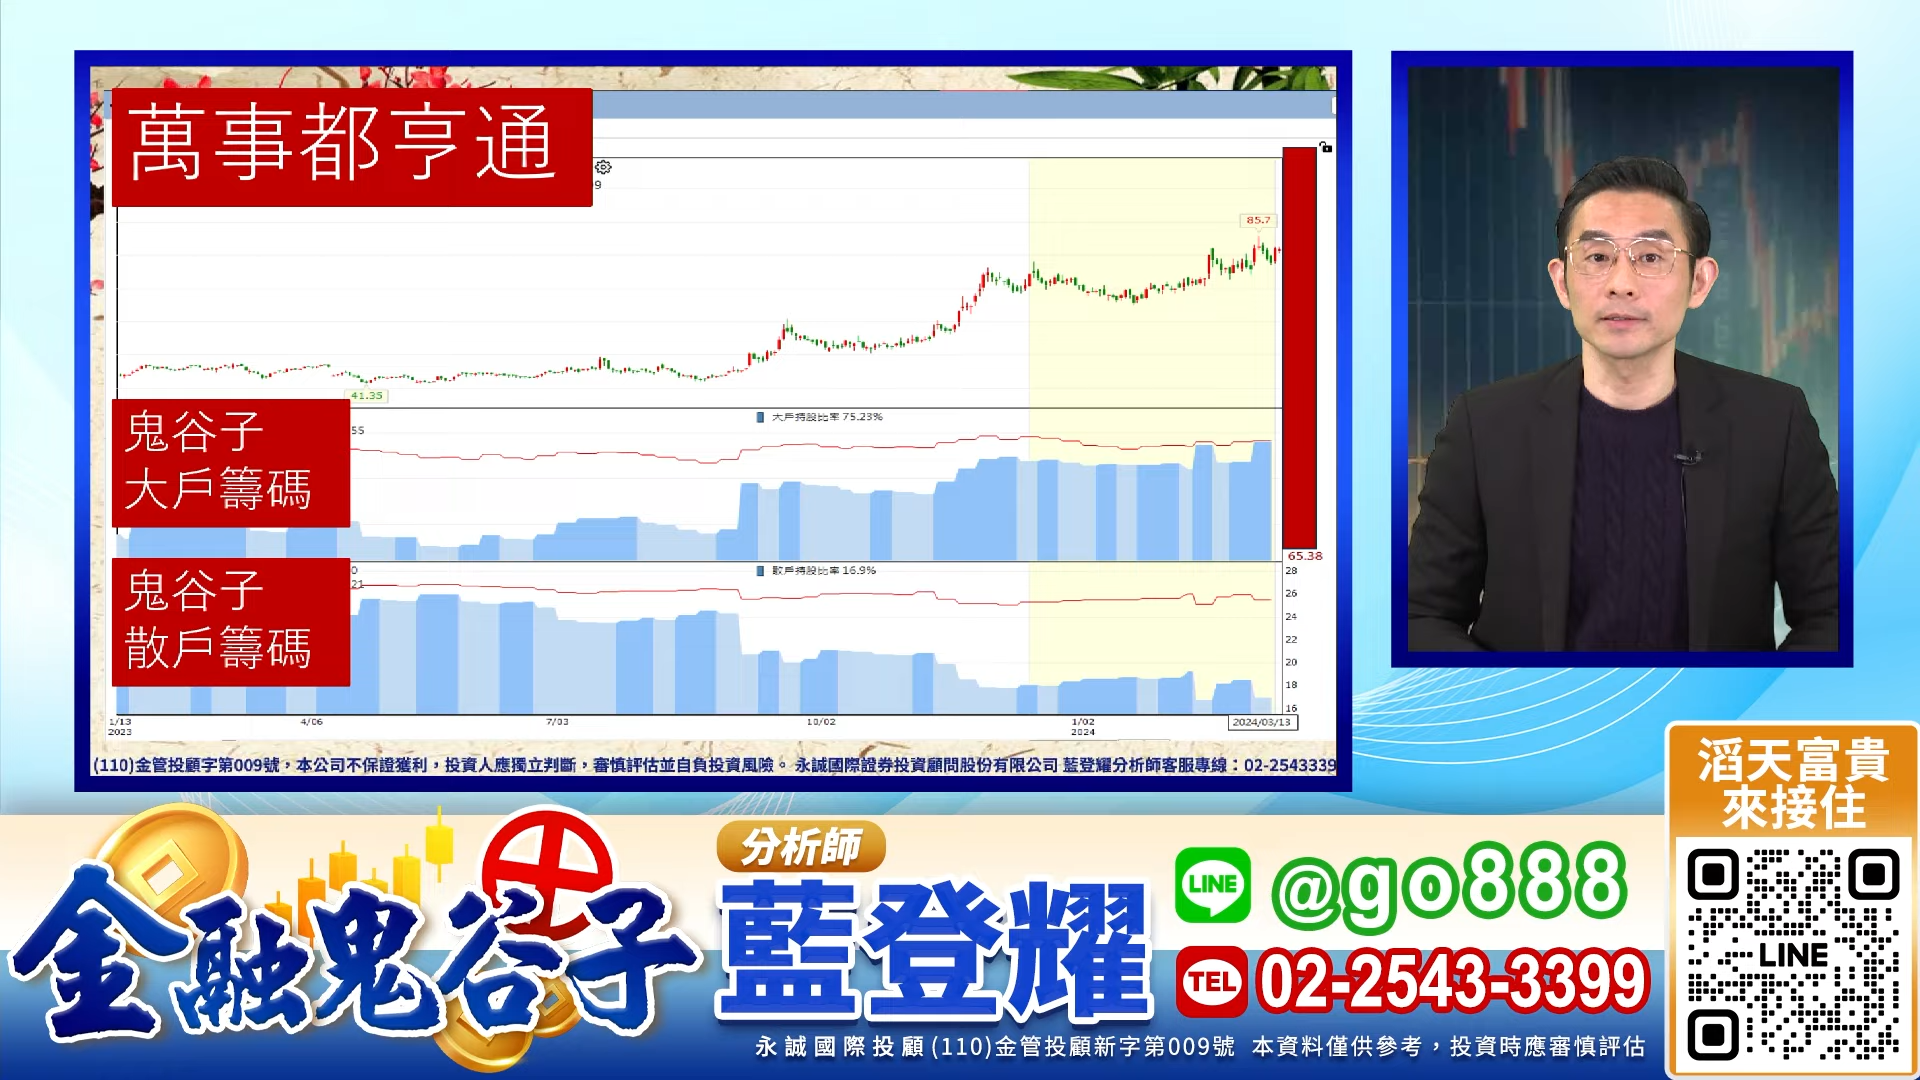 萬事都亨通
9
85.7
41.35
鬼谷子
大戶籌碼
55
大戶持股比率 75.23%
65.38
鬼谷子
散戶籌碼
0
21
散戶持股比率 16.9%
28
26
24
22
20
18
16
1/13
2023
4/06
7/03
10/02
1/02
2024
2024/03/13
(110)金管投顧字第009號，本公司不保證獲利，投資人應獨立判斷，審慎評估並自負投資風險。 永誠國際證券投資顧問股份有限公司 藍登耀分析師客服專線：02-2543339
滔天富貴
來接住
LINE
金融鬼谷子
分析師
藍登耀
LINE @go888
TEL 02-2543-3399
永誠國際投顧(110)金管投顧新字第009號 本資料僅供參考，投資時應審慎評估